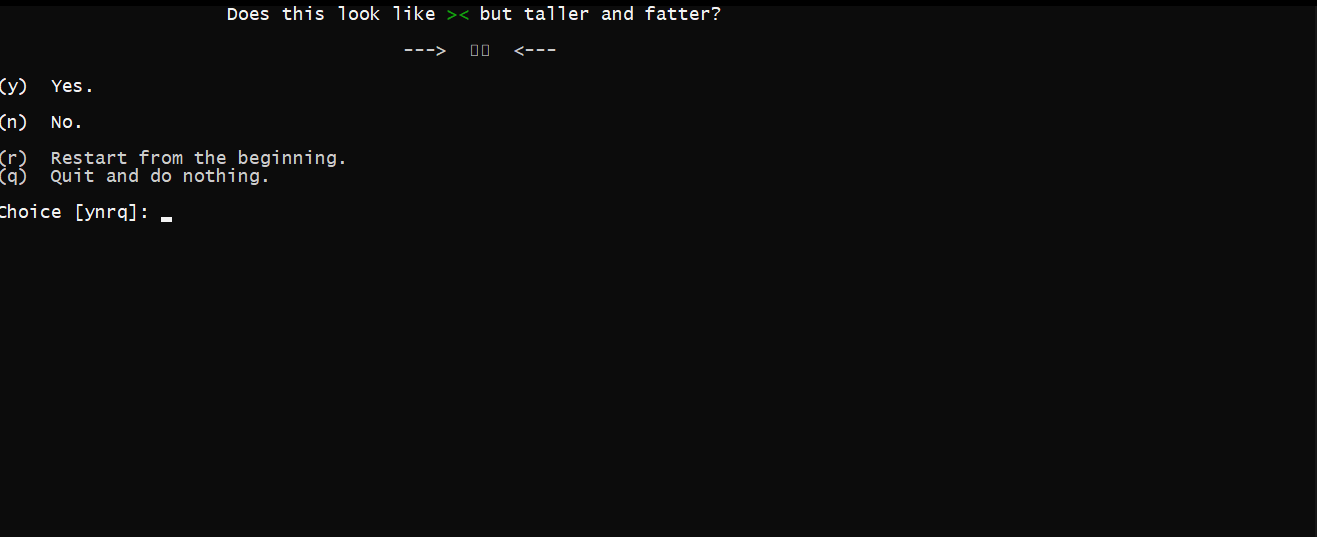 Does this look like >< but taller and fatter?
---> ▯▯ <---
(y) Yes.
(n) No.
(r) Restart from the beginning.
(q) Quit and do nothing.
Choice [ynrq]: _